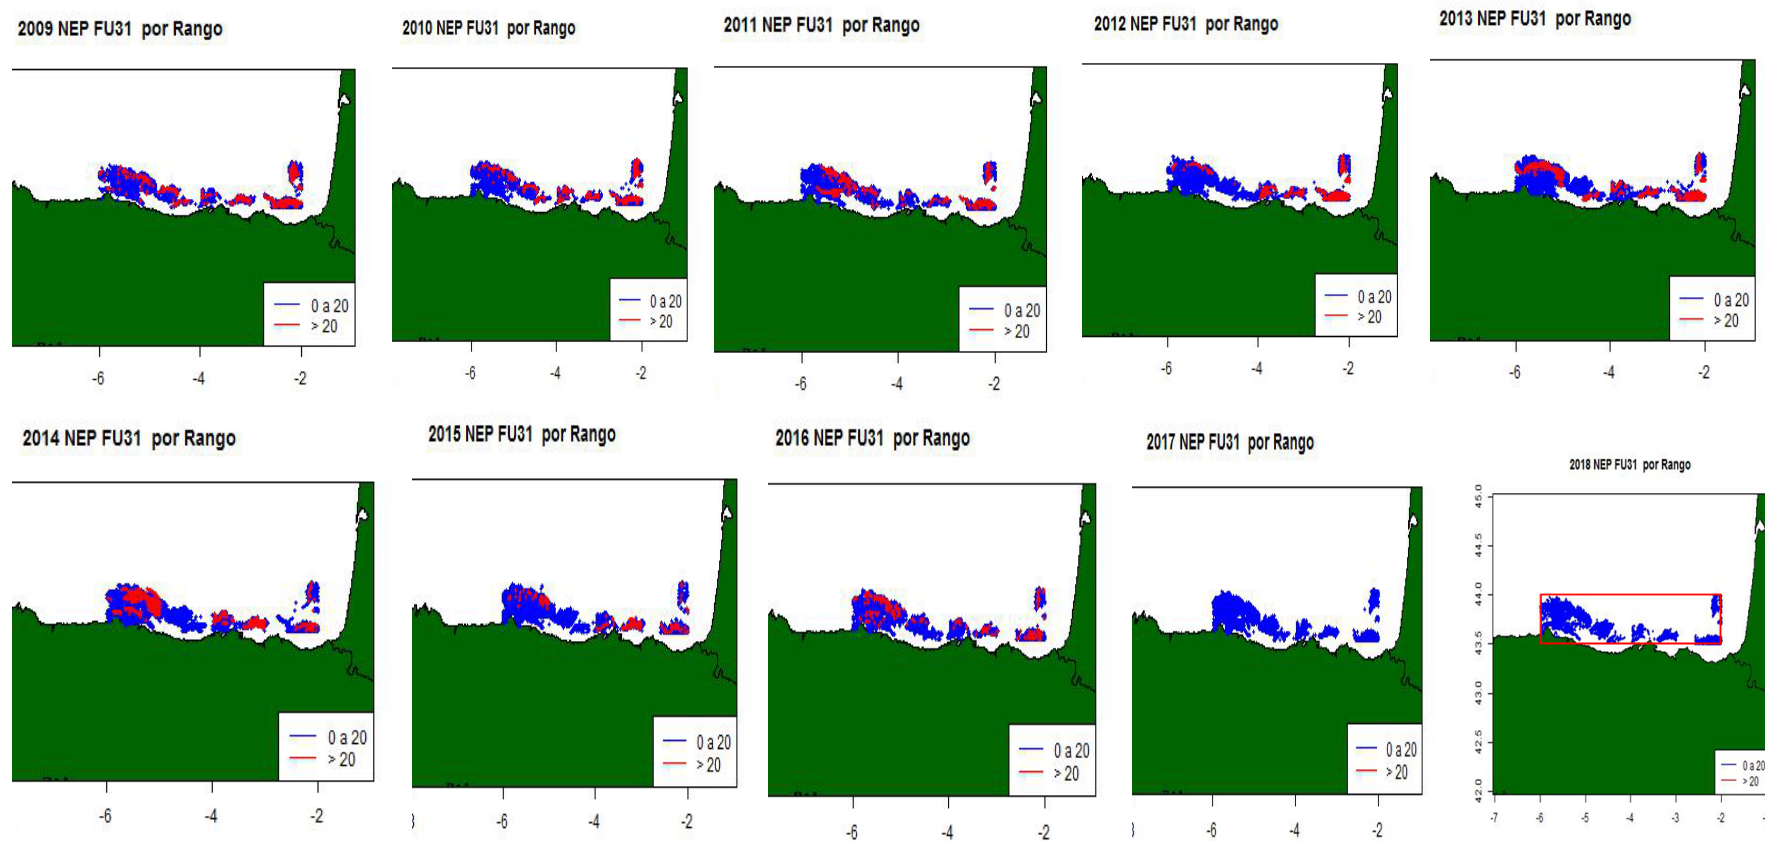 2009 NEP FU31 por Rango
0 a 20
> 20
-6 -4 -2
2010 NEP FU31 por Rango
0 a 20
> 20
-6 -4 -2
2011 NEP FU31 por Rango
0 a 20
> 20
-6 -4 -2
2012 NEP FU31 por Rango
0 a 20
> 20
-6 -4 -2
2013 NEP FU31 por Rango
0 a 20
> 20
-6 -4 -2
2014 NEP FU31 por Rango
0 a 20
> 20
-6 -4 -2
2015 NEP FU31 por Rango
0 a 20
> 20
-6 -4 -2
2016 NEP FU31 por Rango
0 a 20
> 20
-6 -4 -2
2017 NEP FU31 por Rango
0 a 20
> 20
-6 -4 -2
2018 NEP FU31 por Rango
45.0
44.5
44.0
43.5
43.0
42.5
42.0
0 a 20
> 20
-7 -6 -5 -4 -3 -2